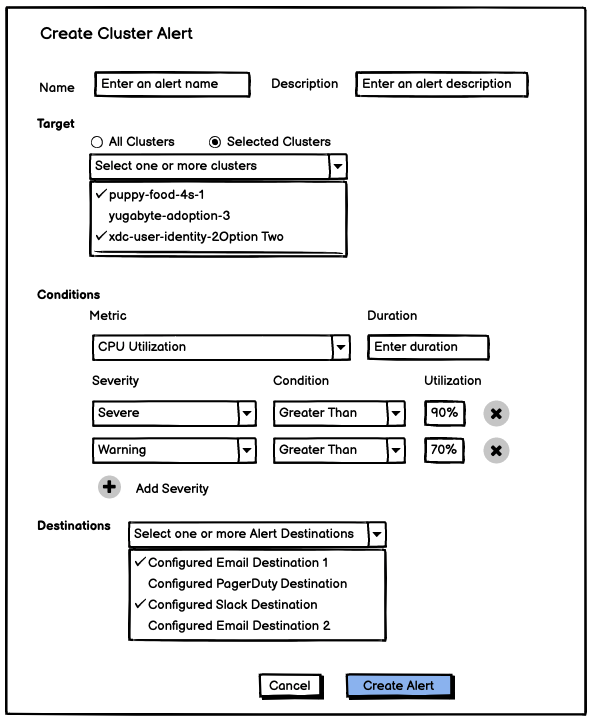 Create Cluster Alert
Name Enter an alert name Description Enter an alert description
Target
All Clusters Selected Clusters
Select one or more clusters
puppy-food-4s-1
yugabyte-adoption-3
xdc-user-identity-2Option Two
Conditions
Metric Duration
CPU Utilization Enter duration
Severity Condition Utilization
Severe Greater Than 90%
Warning Greater Than 70%
Add Severity
Destinations Select one or more Alert Destinations
Configured Email Destination 1
Configured PagerDuty Destination
Configured Slack Destination
Configured Email Destination 2
Cancel Create Alert